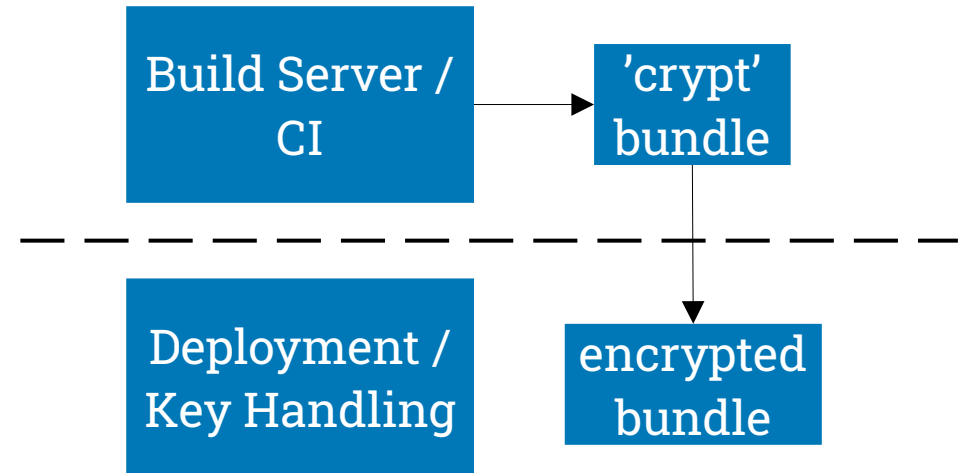 Build Server /
CI
’crypt’
bundle
Deployment /
Key Handling
encrypted
bundle